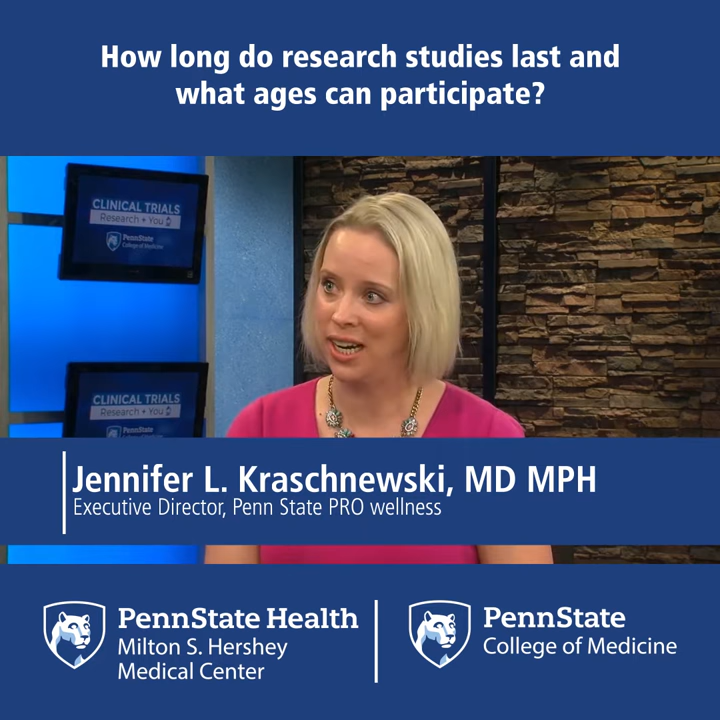 How long do research studies last and
what ages can participate?
CLINICAL TRIALS
Research + You
PennState
College of Medicine
CLINICAL TRIALS
Research + You
PennState
Jennifer L. Kraschnewski, MD MPH
Executive Director, Penn State PRO wellness
PennState Health
Milton S. Hershey
Medical Center
PennState
College of Medicine